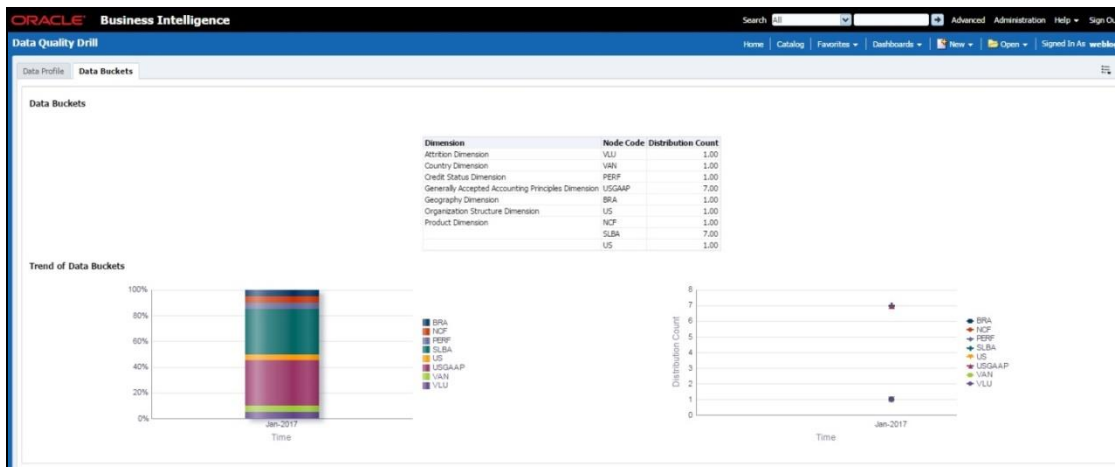 ORACLE Business Intelligence Search All Advanced Administration Help Sign Ou
Data Quality Drill Home Catalog Favorites Dashboards New Open Signed In As weblo
Data Profile Data Buckets
Data Buckets
Dimension Node Code Distribution Count
Attrition Dimension VLU 1.00
Country Dimension VAN 1.00
Credit Status Dimension PERF 1.00
Generally Accepted Accounting Principles Dimension USGAAP 7.00
Geography Dimension BRA 1.00
Organization Structure Dimension US 1.00
Product Dimension NCF 1.00
SLBA 7.00
US 1.00
Trend of Data Buckets
100%
80%
60%
40%
20%
0%
Jan-2017
Time
BRA
NCF
PERF
SLBA
US
USGAAP
VAN
VLU
Distribution Count
8
7
6
5
4
3
2
1
0
Jan-2017
Time
BRA
NCF
PERF
SLBA
US
USGAAP
VAN
VLU